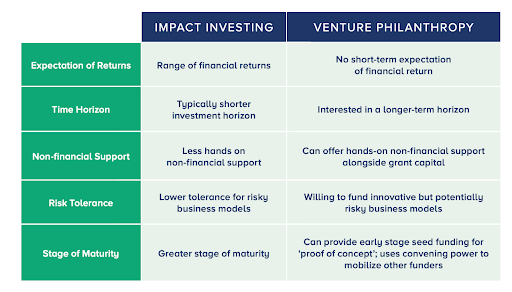 IMPACT INVESTING
VENTURE PHILANTHROPY
Expectation of Returns
Range of financial returns
No short-term expectation
of financial return
Time Horizon
Typically shorter
investment horizon
Interested in a longer-term horizon
Non-financial Support
Less hands on
non-financial support
Can offer hands-on non-financial support
alongside grant capital
Risk Tolerance
Lower tolerance for risky
business models
Willing to fund innovative but potentially
risky business models
Stage of Maturity
Greater stage of maturity
Can provide early stage seed funding for
‘proof of concept’; uses convening power to
mobilize other funders